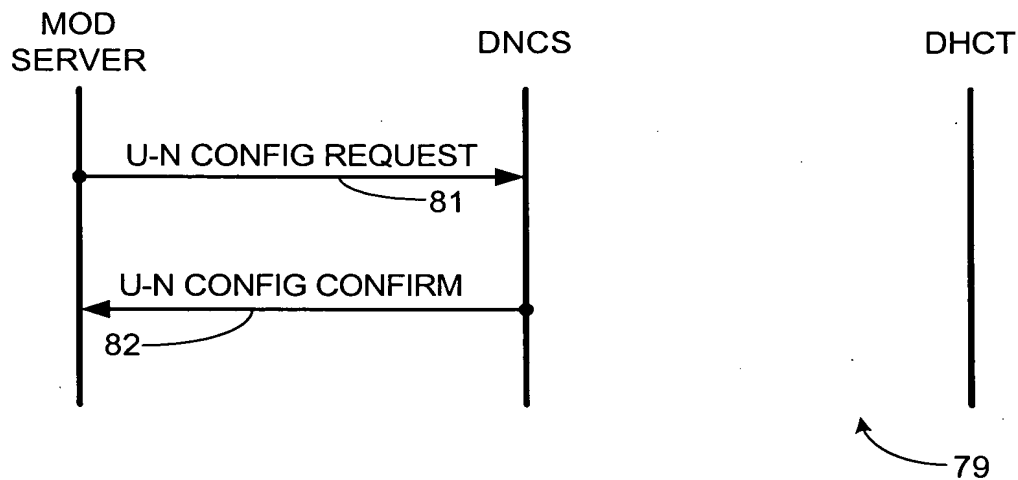 MOD
SERVER
DNCS
DHCT
U-N CONFIG REQUEST
81
U-N CONFIG CONFIRM
82
79